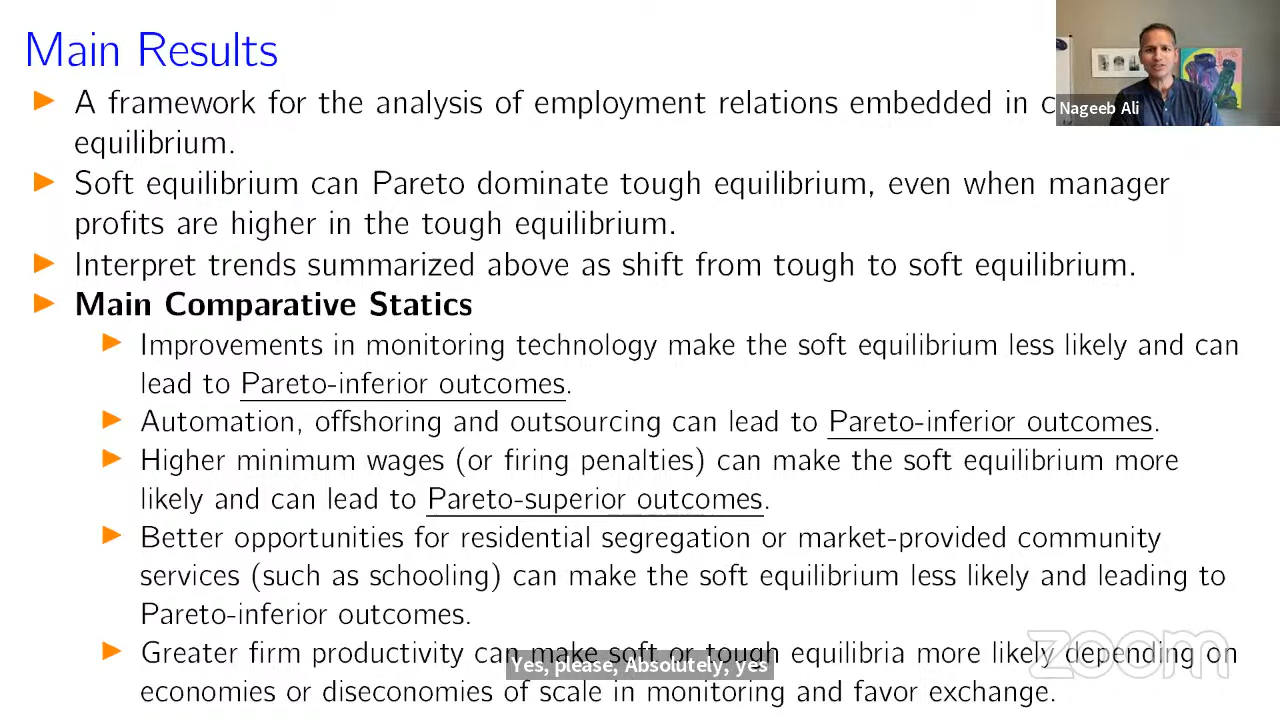 Main Results
A framework for the analysis of employment relations embedded in
equilibrium.
Soft equilibrium can Pareto dominate tough equilibrium, even when manager
profits are higher in the tough equilibrium.
Interpret trends summarized above as shift from tough to soft equilibrium.
Main Comparative Statics
Improvements in monitoring technology make the soft equilibrium less likely and can
lead to Pareto-inferior outcomes.
Automation, offshoring and outsourcing can lead to Pareto-inferior outcomes.
Higher minimum wages (or firing penalties) can make the soft equilibrium more
likely and can lead to Pareto-superior outcomes.
Better opportunities for residential segregation or market-provided community
services (such as schooling) can make the soft equilibrium less likely and leading to
Pareto-inferior outcomes.
Greater firm productivity can make soft or tough equilibria more likely depending on
economies or diseconomies of scale in monitoring and favor exchange.
Nageeb Ali
Yes, please, Absolutely, yes
zoom